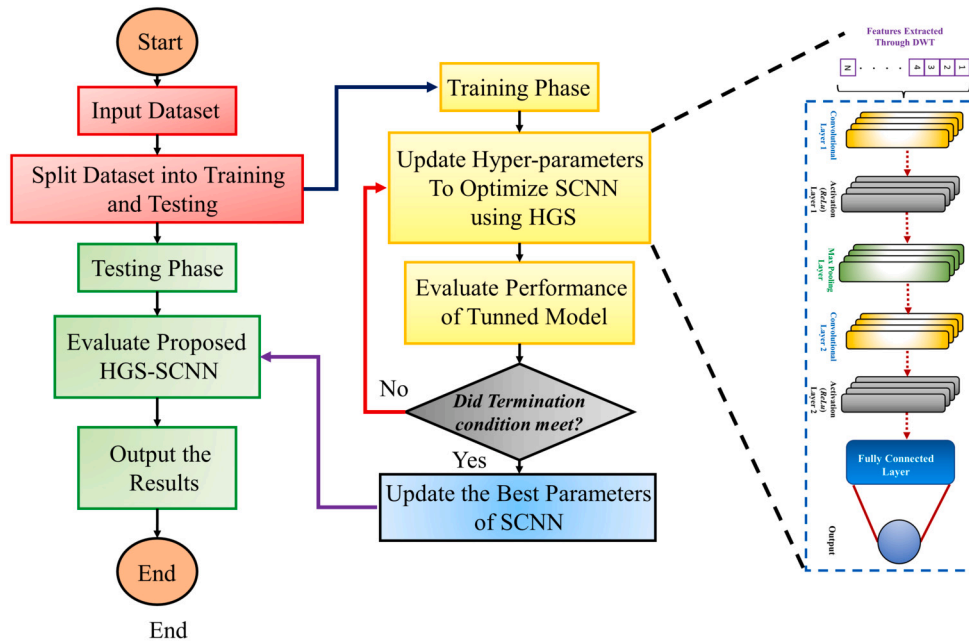 Start
Input Dataset
Split Dataset into Training
and Testing
Testing Phase
Evaluate Proposed
HGS-SCNN
Output the
Results
End
End
Training Phase
Update Hyper-parameters
To Optimize SCNN
using HGS
Evaluate Performance
of Tunned Model
No
Did Termination
condition meet?
Yes
Update the Best Parameters
of SCNN
Features Extracted
Through DWT
N . . . . 4 3 2 1
Convolutional
Layer 1
Activation
(ReLu)
Layer 1
Max Pooling
Layer
Convolutional
Layer 2
Activation
(ReLu)
Layer 2
Fully Connected
Layer
Output